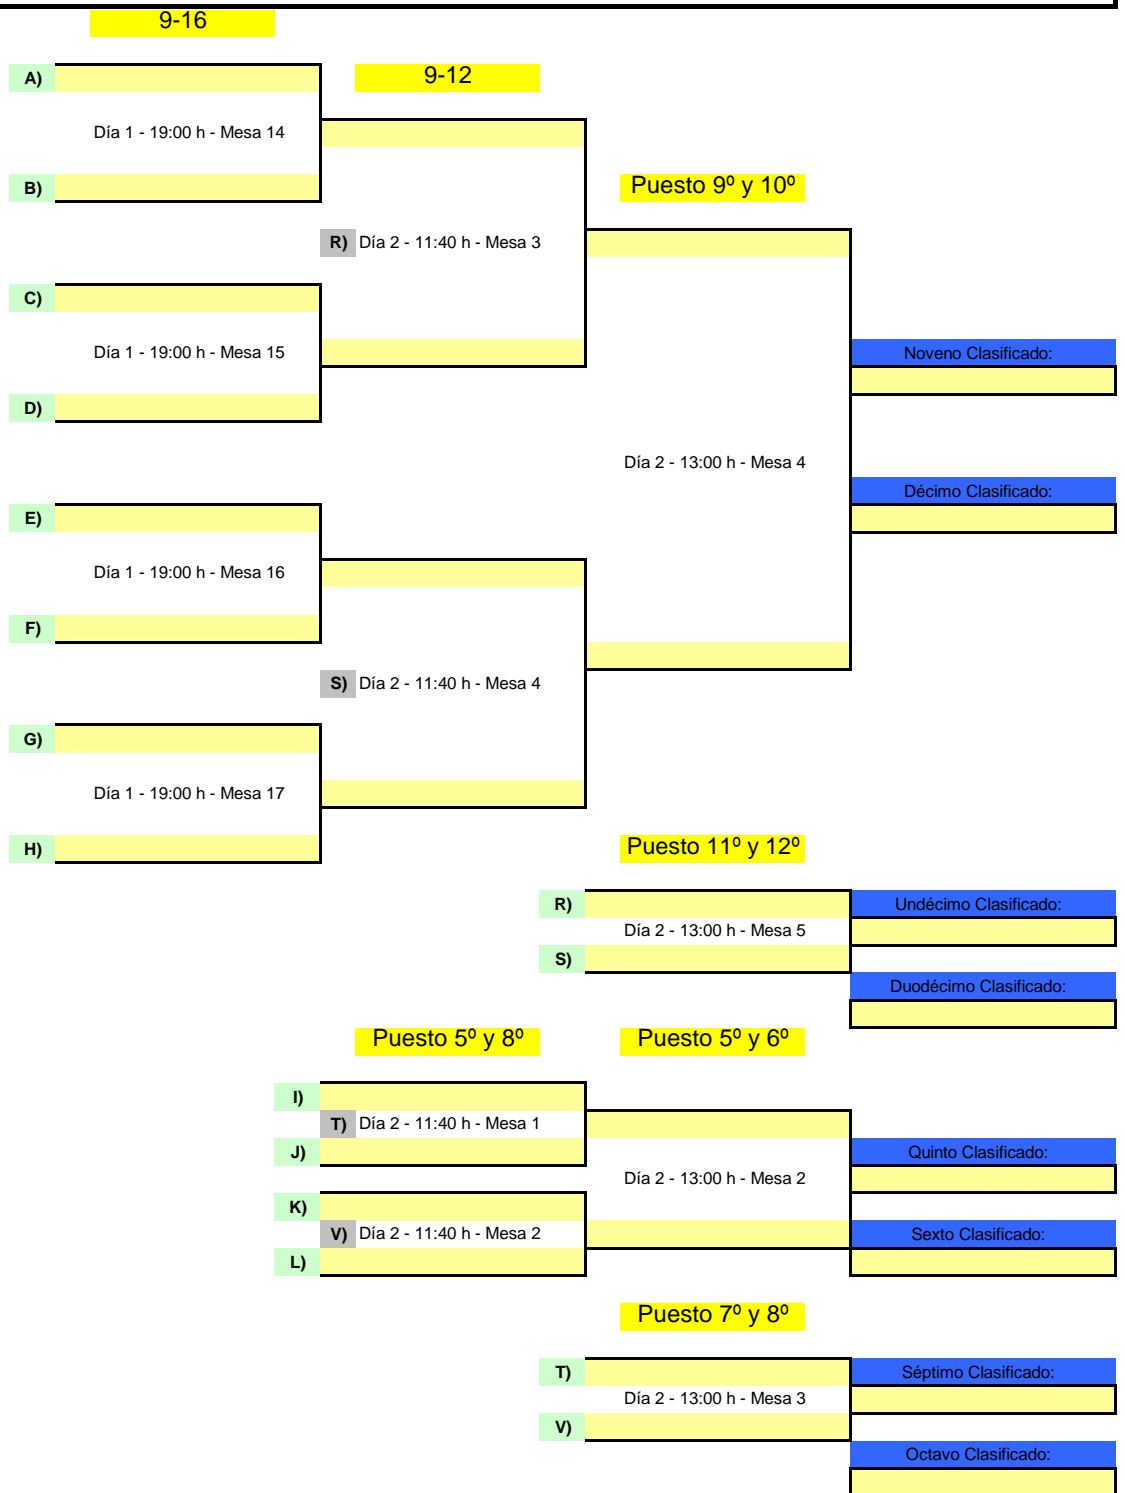 9-16
A)
9-12
Día 1 - 19:00 h - Mesa 14
B)
Puesto 9º y 10º
R) Día 2 - 11:40 h - Mesa 3
C)
Día 1 - 19:00 h - Mesa 15
Noveno Clasificado:
D)
Día 2 - 13:00 h - Mesa 4
Décimo Clasificado:
E)
Día 1 - 19:00 h - Mesa 16
F)
S) Día 2 - 11:40 h - Mesa 4
G)
Día 1 - 19:00 h - Mesa 17
H)
Puesto 11º y 12º
R)
Undécimo Clasificado:
Día 2 - 13:00 h - Mesa 5
S)
Duodécimo Clasificado:
Puesto 5º y 8º
Puesto 5º y 6º
I)
T) Día 2 - 11:40 h - Mesa 1
J)
Quinto Clasificado:
Día 2 - 13:00 h - Mesa 2
K)
V) Día 2 - 11:40 h - Mesa 2
Sexto Clasificado:
L)
Puesto 7º y 8º
T)
Séptimo Clasificado:
Día 2 - 13:00 h - Mesa 3
V)
Octavo Clasificado: